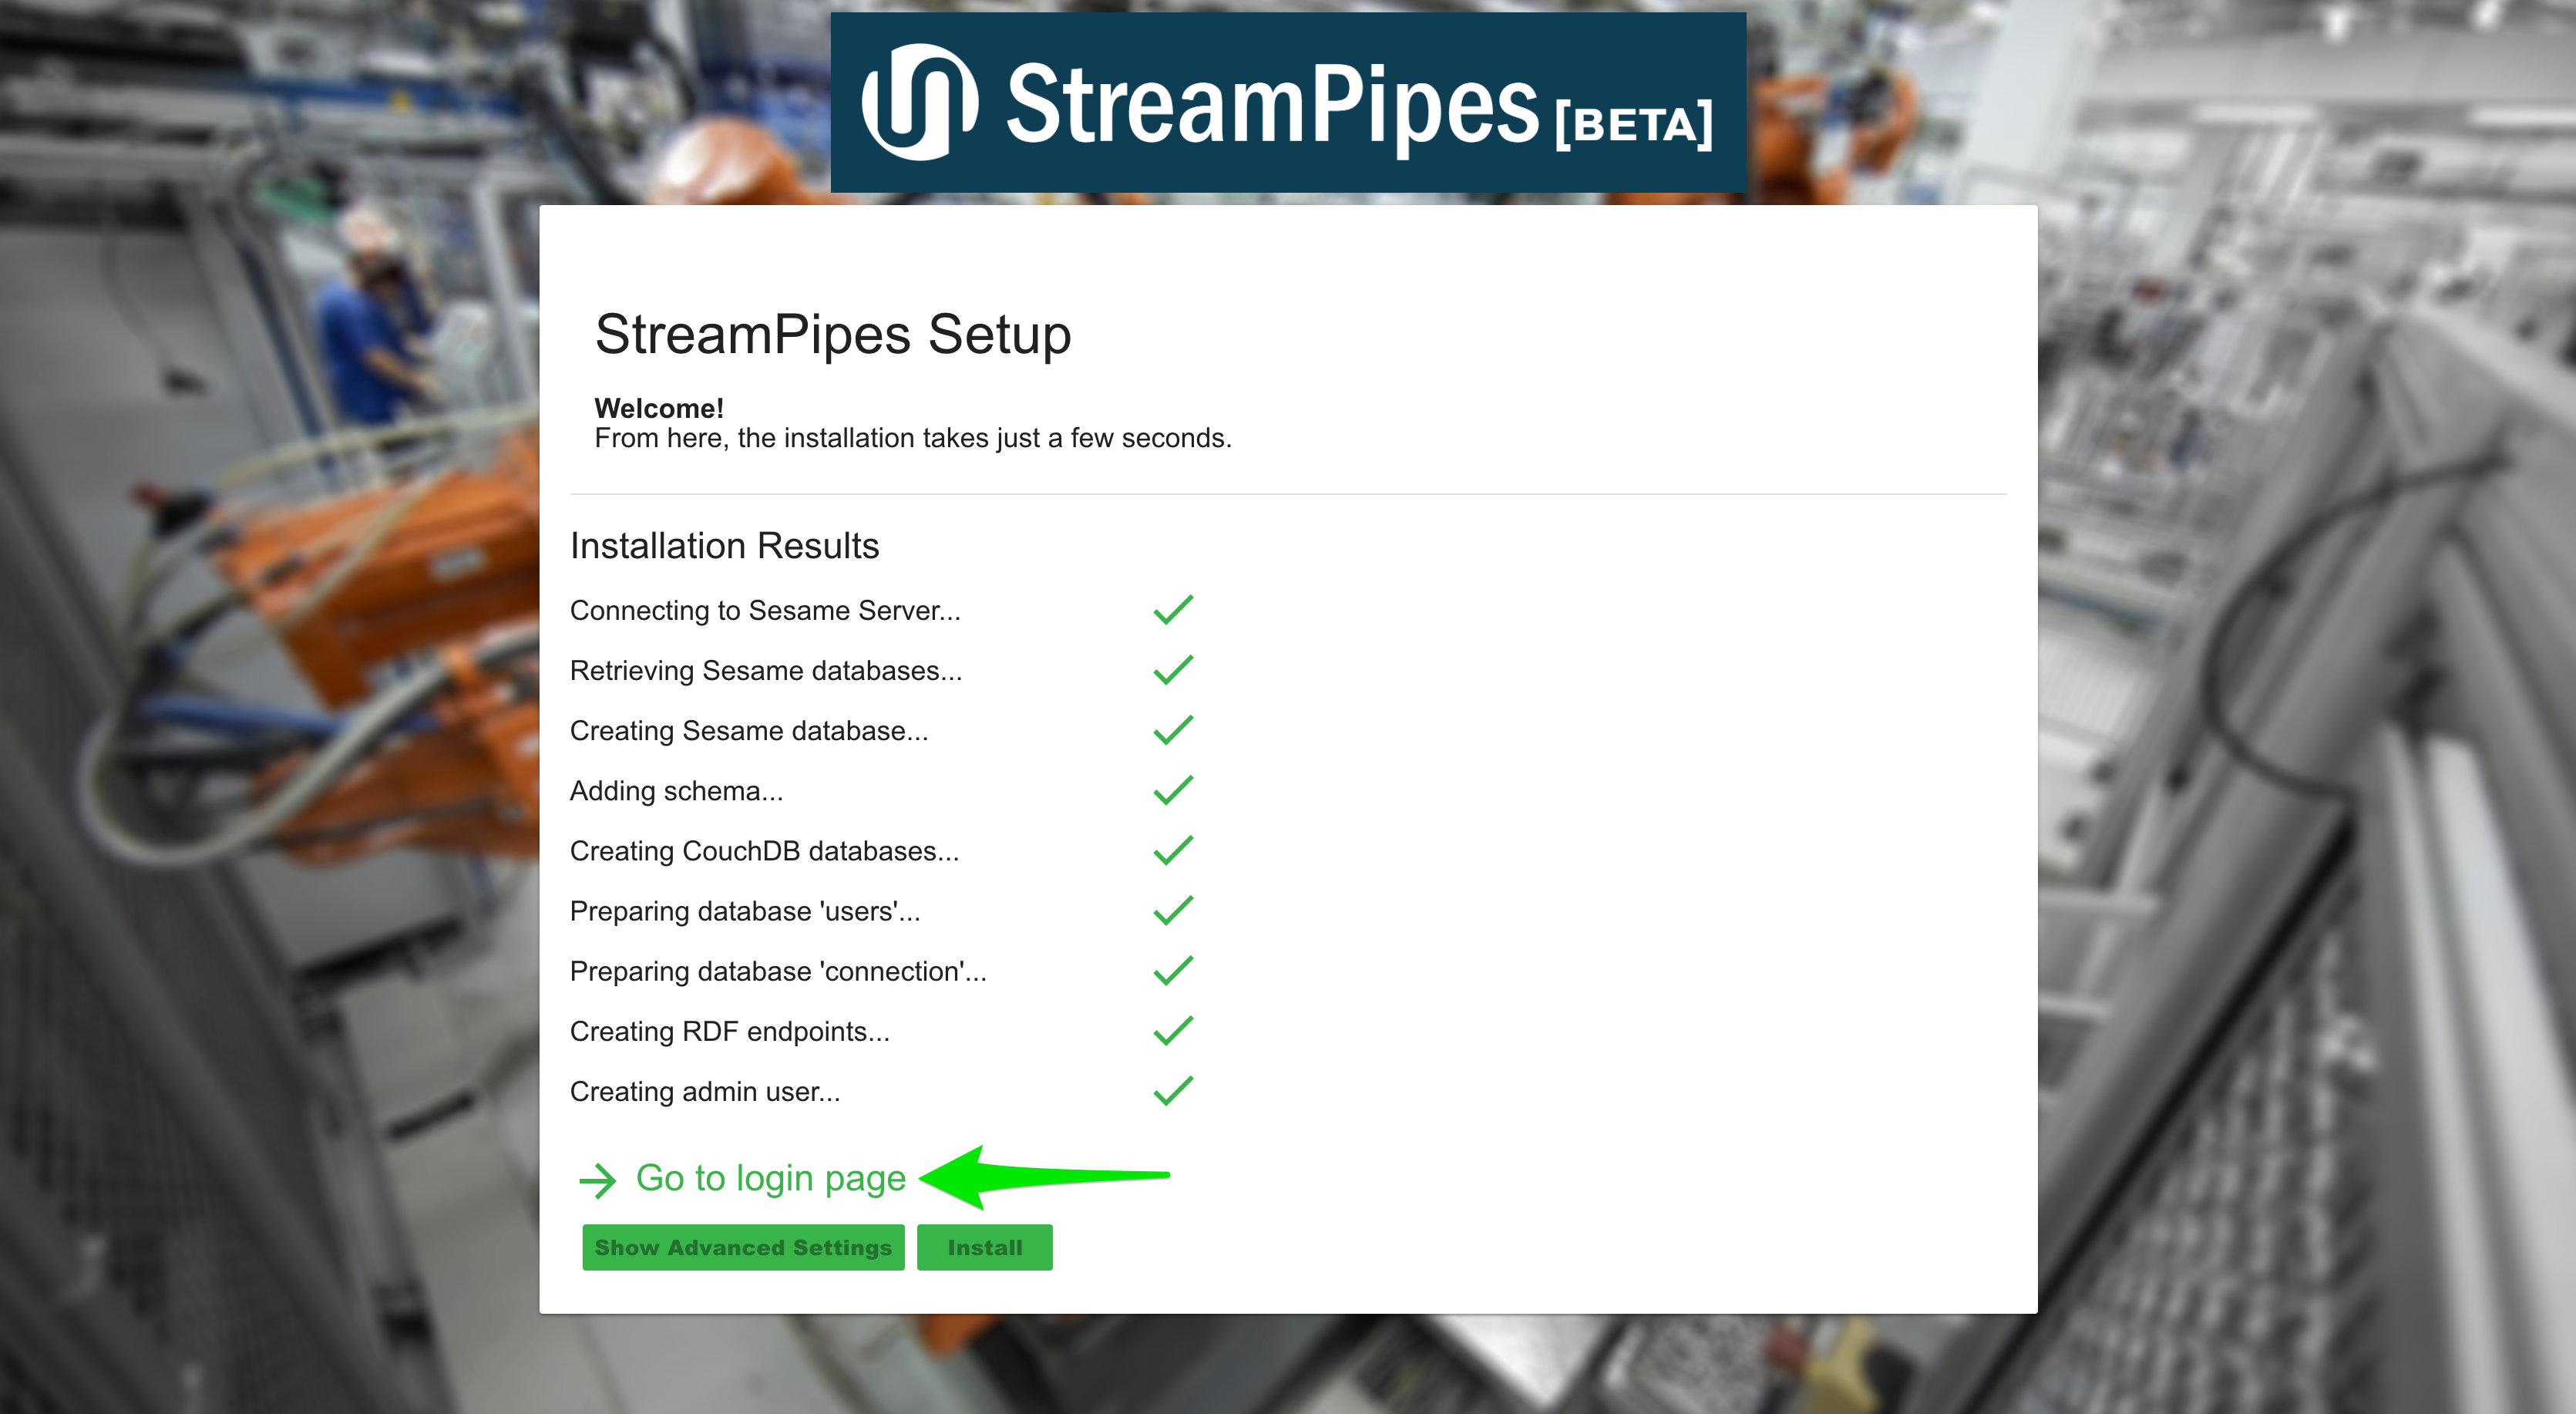 StreamPipes [BETA]
StreamPipes Setup
Welcome!
From here, the installation takes just a few seconds.
Installation Results
Connecting to Sesame Server...
Retrieving Sesame databases...
Creating Sesame database...
Adding schema...
Creating CouchDB databases...
Preparing database 'users'...
Preparing database 'connection'...
Creating RDF endpoints...
Creating admin user...
Go to login page
Show Advanced Settings Install